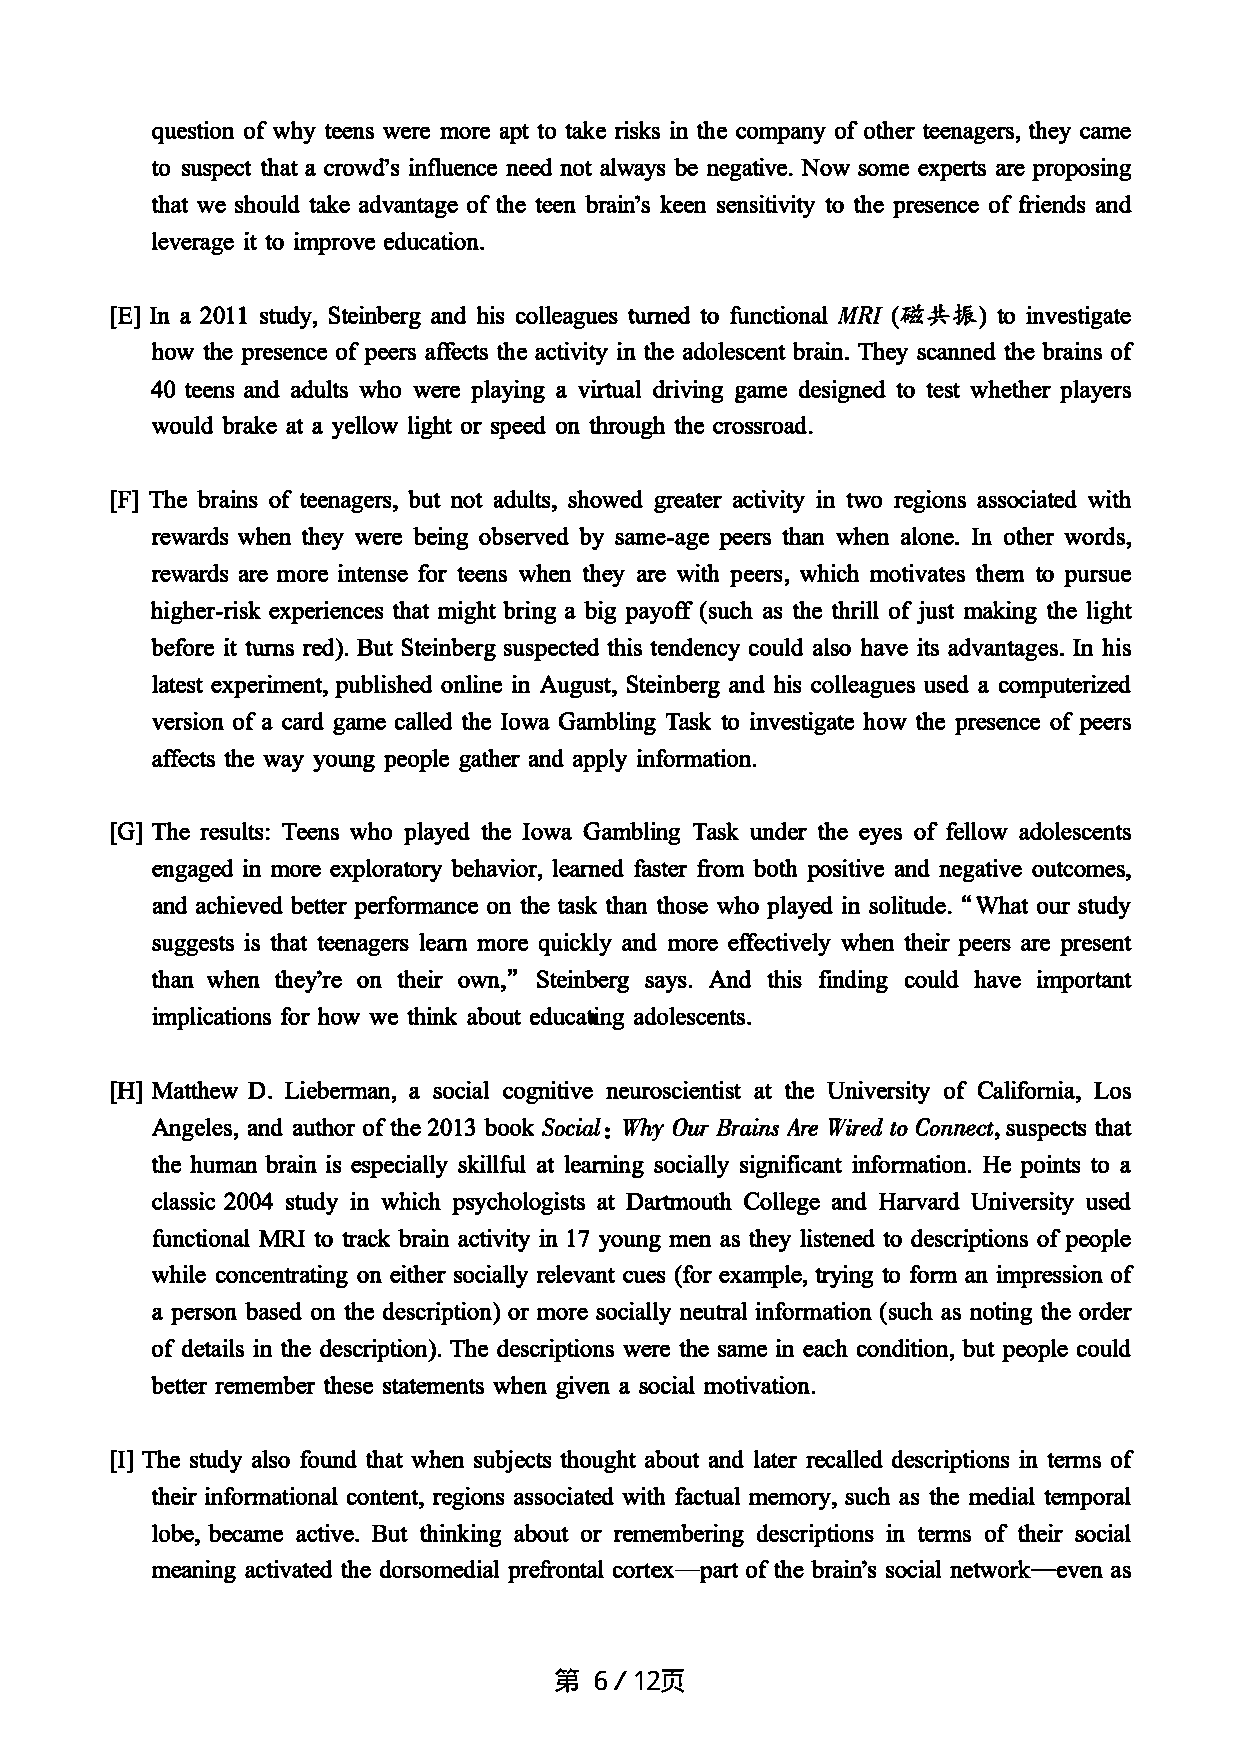 question of why teens were more apt to take risks in the company of other teenagers, they came
to suspect that a crowd's influence need not always be negative. Now some experts are proposing
that we should take advantage of the teen brain's keen sensitivity to the presence of friends and
leverage it to improve education.
[E] In a 2011 study, Steinberg and his colleagues turned to functional MRI (磁共振) to investigate
how the presence of peers affects the activity in the adolescent brain. They scanned the brains of
40 teens and adults who were playing a virtual driving game designed to test whether players
would brake at a yellow light or speed on through the crossroad.
[F] The brains of teenagers, but not adults, showed greater activity in two regions associated with
rewards when they were being observed by same-age peers than when alone. In other words,
rewards are more intense for teens when they are with peers, which motivates them to pursue
higher-risk experiences that might bring a big payoff (such as the thrill of just making the light
before it turns red). But Steinberg suspected this tendency could also have its advantages. In his
latest experiment, published online in August, Steinberg and his colleagues used a computerized
version of a card game called the Iowa Gambling Task to investigate how the presence of peers
affects the way young people gather and apply information.
[G] The results: Teens who played the Iowa Gambling Task under the eyes of fellow adolescents
engaged in more exploratory behavior, learned faster from both positive and negative outcomes,
and achieved better performance on the task than those who played in solitude. “What our study
suggests is that teenagers learn more quickly and more effectively when their peers are present
than when they're on their own,” Steinberg says. And this finding could have important
implications for how we think about educating adolescents.
[H] Matthew D. Lieberman, a social cognitive neuroscientist at the University of California, Los
Angeles, and author of the 2013 book Social：Why Our Brains Are Wired to Connect, suspects that
the human brain is especially skillful at learning socially significant information. He points to a
classic 2004 study in which psychologists at Dartmouth College and Harvard University used
functional MRI to track brain activity in 17 young men as they listened to descriptions of people
while concentrating on either socially relevant cues (for example, trying to form an impression of
a person based on the description) or more socially neutral information (such as noting the order
of details in the description). The descriptions were the same in each condition, but people could
better remember these statements when given a social motivation.
[I] The study also found that when subjects thought about and later recalled descriptions in terms of
their informational content, regions associated with factual memory, such as the medial temporal
lobe, became active. But thinking about or remembering descriptions in terms of their social
meaning activated the dorsomedial prefrontal cortex—part of the brain's social network—even as
第 6 / 12页